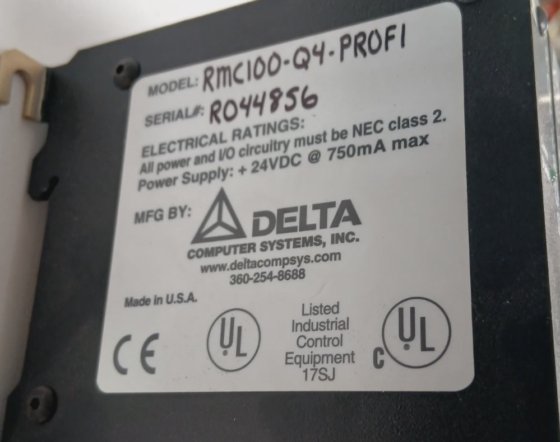 MODEL: RMC100-Q4-PROFI
SERIAL#: R044856
ELECTRICAL RATINGS:
All power and I/O circuitry must be NEC class 2.
Power Supply: + 24VDC @ 750mA max
MFG BY: DELTA
COMPUTER SYSTEMS, INC.
www.deltacompsys.com
360-254-8688
Made in U.S.A.
CE
UL
Listed
Industrial
Control
Equipment
17SJ
C UL